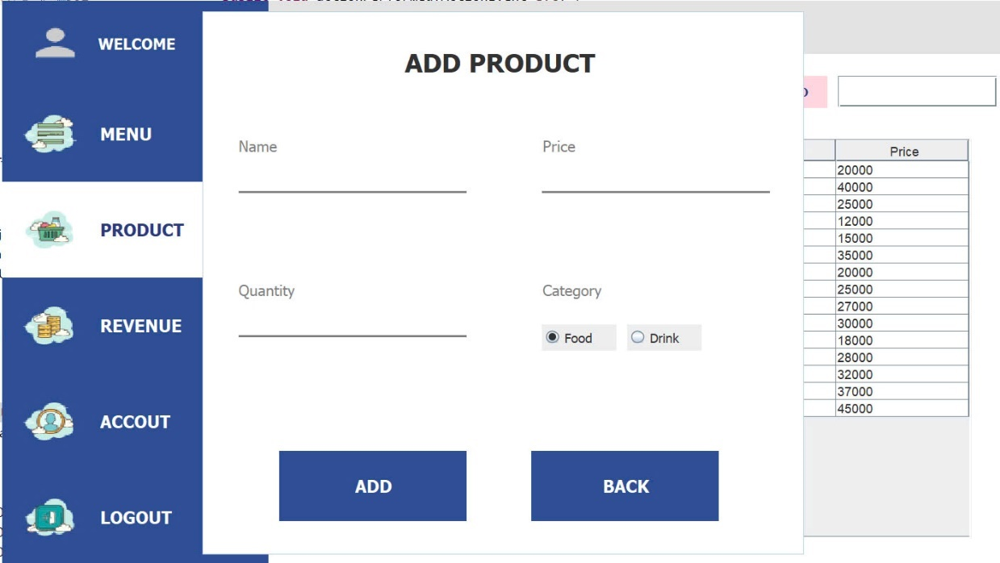 WELCOME
MENU
PRODUCT
REVENUE
ACCOUT
LOGOUT
ADD PRODUCT
Name
Price
Quantity
Category
Food
Drink
ADD
BACK
Price
20000
40000
25000
12000
15000
35000
20000
25000
27000
30000
18000
28000
32000
37000
45000